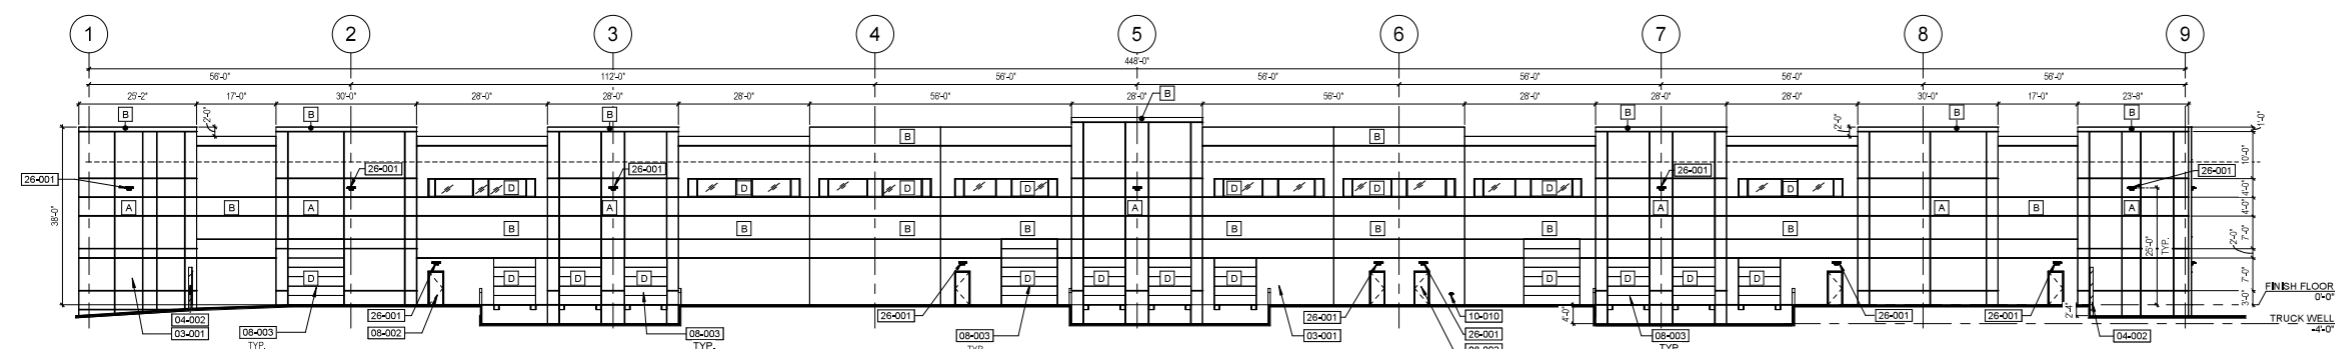 1 2 3 4 5 6 7 8 9
448'-0"
56'-0" 112'-0" 56'-0" 56'-0" 56'-0" 56'-0" 56'-0"
25'-2" 17'-0" 30'-0" 28'-0" 28'-0" 28'-0" 56'-0" 28'-0" 56'-0" 28'-0" 28'-0" 28'-0" 30'-0" 17'-0" 23'-8"
B B B B B B B
2'-0" 2'-0" 1'-0"
B B
10'-0"
26-001 26-001 26-001 26-001 26-001
D D D D D D D D
4'-0"
A B A A A A A B A
38'-0" 4'-0"
B B B B B B B B
25'-0" TYP. 7'-0" 2'-0"
D D D D D D D D D D D D D
7'-0"
3'-0"
FINISH FLOOR
0'-0"
4'-0" 2'-4"
04-002 26-001 26-001 26-001 10-010 26-001 26-001
TRUCK WELL
-4'-0"
03-001 08-003 08-002 08-003 08-003 03-001 26-001 08-003 04-002
TYP. TYP. TYP. TYP.